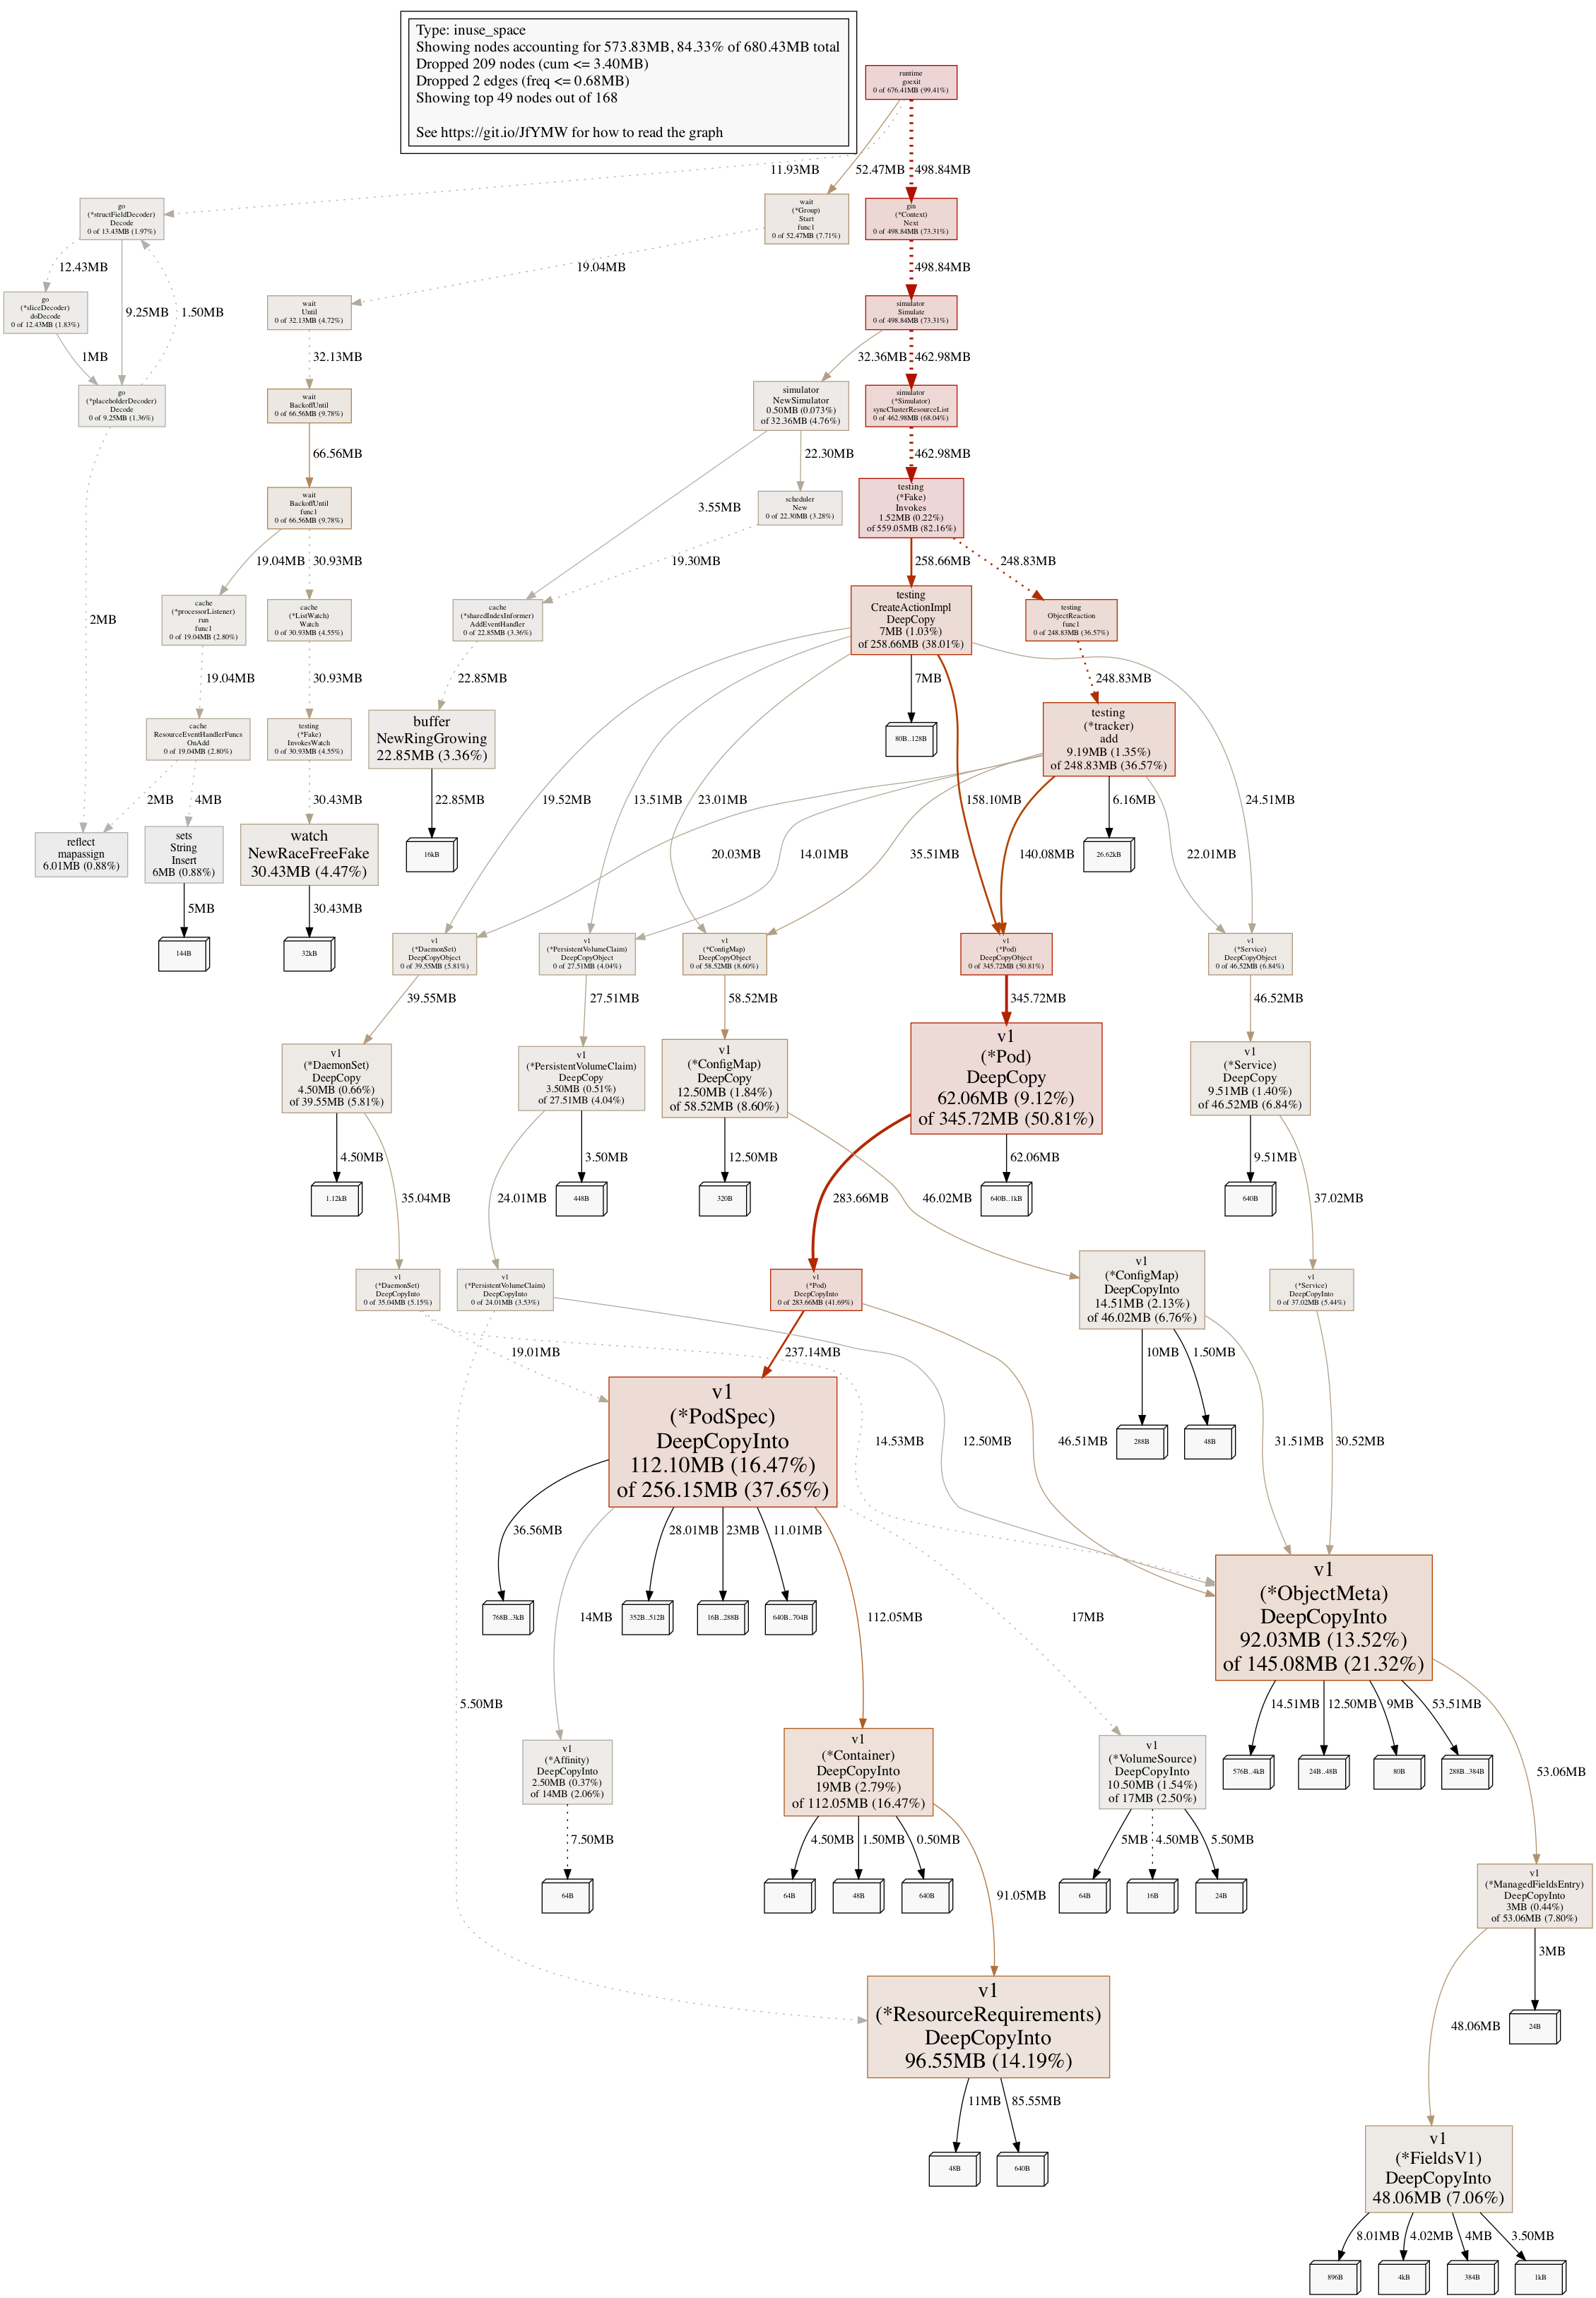 Type: inuse_space
Showing nodes accounting for 573.83MB, 84.33% of 680.43MB total
Dropped 209 nodes (cum <= 3.40MB)
Dropped 2 edges (freq <= 0.68MB)
Showing top 49 nodes out of 168
See https://git.io/JfYMW for how to read the graph
runtime
goexit
0 of 676.41MB (99.41%)
11.93MB
52.47MB
498.84MB
go
(*structFieldDecoder)
Decode
0 of 13.43MB (1.97%)
wait
(*Group)
Start
func1
0 of 52.47MB (7.71%)
gin
(*Context)
Next
0 of 498.84MB (73.31%)
12.43MB
19.04MB
498.84MB
go
(*sliceDecoder)
doDecode
0 of 12.43MB (1.83%)
9.25MB
1.50MB
wait
Until
0 of 32.13MB (4.72%)
simulator
Simulate
0 of 498.84MB (73.31%)
1MB
32.13MB
32.36MB
462.98MB
go
(*placeholderDecoder)
Decode
0 of 9.25MB (1.36%)
wait
BackoffUntil
0 of 66.56MB (9.78%)
simulator
NewSimulator
0.50MB (0.073%)
of 32.36MB (4.76%)
simulator
(*Simulator)
syncClusterResourceList
0 of 462.98MB (68.04%)
66.56MB
22.30MB
462.98MB
wait
BackoffUntil
func1
0 of 66.56MB (9.78%)
3.55MB
scheduler
New
0 of 22.30MB (3.28%)
testing
(*Fake)
Invokes
1.52MB (0.22%)
of 559.05MB (82.16%)
19.04MB
30.93MB
19.30MB
258.66MB
248.83MB
2MB
cache
(*processorListener)
run
func1
0 of 19.04MB (2.80%)
cache
(*ListWatch)
Watch
0 of 30.93MB (4.55%)
cache
(*sharedIndexInformer)
AddEventHandler
0 of 22.85MB (3.36%)
testing
CreateActionImpl
DeepCopy
7MB (1.03%)
of 258.66MB (38.01%)
testing
ObjectReaction
func1
0 of 248.83MB (36.57%)
19.04MB
30.93MB
22.85MB
7MB
248.83MB
cache
ResourceEventHandlerFuncs
OnAdd
0 of 19.04MB (2.80%)
testing
(*Fake)
InvokesWatch
0 of 30.93MB (4.55%)
buffer
NewRingGrowing
22.85MB (3.36%)
80B..128B
testing
(*tracker)
add
9.19MB (1.35%)
of 248.83MB (36.57%)
2MB
4MB
30.43MB
22.85MB
19.52MB
13.51MB
23.01MB
158.10MB
6.16MB
24.51MB
reflect
mapassign
6.01MB (0.88%)
sets
String
Insert
6MB (0.88%)
watch
NewRaceFreeFake
30.43MB (4.47%)
16kB
20.03MB
14.01MB
35.51MB
140.08MB
26.62kB
22.01MB
5MB
30.43MB
144B
32kB
v1
(*DaemonSet)
DeepCopyObject
0 of 39.55MB (5.81%)
v1
(*PersistentVolumeClaim)
DeepCopyObject
0 of 27.51MB (4.04%)
v1
(*ConfigMap)
DeepCopyObject
0 of 58.52MB (8.60%)
v1
(*Pod)
DeepCopyObject
0 of 345.72MB (50.81%)
v1
(*Service)
DeepCopyObject
0 of 46.52MB (6.84%)
39.55MB
27.51MB
58.52MB
345.72MB
46.52MB
v1
(*DaemonSet)
DeepCopy
4.50MB (0.66%)
of 39.55MB (5.81%)
v1
(*PersistentVolumeClaim)
DeepCopy
3.50MB (0.51%)
of 27.51MB (4.04%)
v1
(*ConfigMap)
DeepCopy
12.50MB (1.84%)
of 58.52MB (8.60%)
v1
(*Pod)
DeepCopy
62.06MB (9.12%)
of 345.72MB (50.81%)
v1
(*Service)
DeepCopy
9.51MB (1.40%)
of 46.52MB (6.84%)
4.50MB
3.50MB
12.50MB
62.06MB
9.51MB
1.12kB
35.04MB
24.01MB
448B
320B
283.66MB
46.02MB
640B..1kB
640B
37.02MB
v1
(*DaemonSet)
DeepCopyInto
0 of 35.04MB (5.15%)
v1
(*PersistentVolumeClaim)
DeepCopyInto
0 of 24.01MB (3.53%)
v1
(*Pod)
DeepCopyInto
0 of 283.66MB (41.69%)
v1
(*ConfigMap)
DeepCopyInto
14.51MB (2.13%)
of 46.02MB (6.76%)
v1
(*Service)
DeepCopyInto
0 of 37.02MB (5.44%)
19.01MB
237.14MB
10MB
1.50MB
v1
(*PodSpec)
DeepCopyInto
112.10MB (16.47%)
of 256.15MB (37.65%)
14.53MB
12.50MB
46.51MB
288B
48B
31.51MB
30.52MB
36.56MB
28.01MB
23MB
11.01MB
768B..3kB
14MB
352B..512B
16B..288B
640B..704B
112.05MB
17MB
v1
(*ObjectMeta)
DeepCopyInto
92.03MB (13.52%)
of 145.08MB (21.32%)
5.50MB
14.51MB
12.50MB
9MB
53.51MB
v1
(*Affinity)
DeepCopyInto
2.50MB (0.37%)
of 14MB (2.06%)
v1
(*Container)
DeepCopyInto
19MB (2.79%)
of 112.05MB (16.47%)
v1
(*VolumeSource)
DeepCopyInto
10.50MB (1.54%)
of 17MB (2.50%)
576B..4kB
24B..48B
80B
288B..384B
53.06MB
7.50MB
4.50MB
1.50MB
0.50MB
5MB
4.50MB
5.50MB
64B
64B
48B
640B
91.05MB
64B
16B
24B
v1
(*ManagedFieldsEntry)
DeepCopyInto
3MB (0.44%)
of 53.06MB (7.80%)
3MB
v1
(*ResourceRequirements)
DeepCopyInto
96.55MB (14.19%)
48.06MB
24B
11MB
85.55MB
48B
640B
v1
(*FieldsV1)
DeepCopyInto
48.06MB (7.06%)
8.01MB
4.02MB
4MB
3.50MB
896B
4kB
384B
1kB